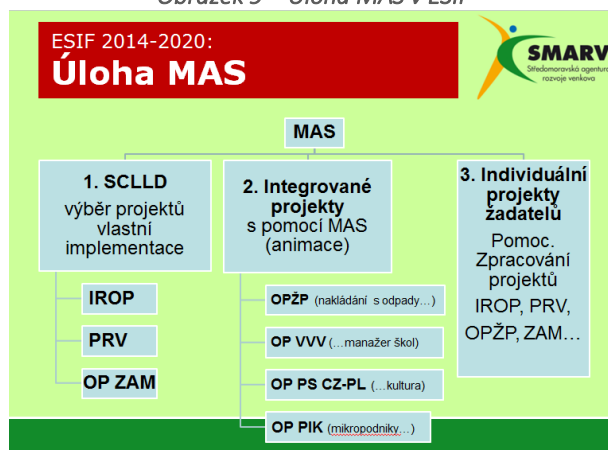 Obrázek 9 – Úloha MAS v ESIF
ESIF 2014-2020:
Úloha MAS
SMARV
Středomoravská agentura
rozvoje venkova
MAS
1. SCLLD
výběr projektů
vlastní
implementace
IROP
PRV
OP ZAM
2. Integrované
projekty
s pomocí MAS
(animace)
OPŽP (nakládání s odpady…)
OP VVV (…manažer škol)
OP PS CZ-PL (…kultura)
OP PIK (mikropodniky…)
3. Individuální
projekty
žadatelů
Pomoc.
Zpracování
projektů
IROP, PRV,
OPŽP, ZAM…